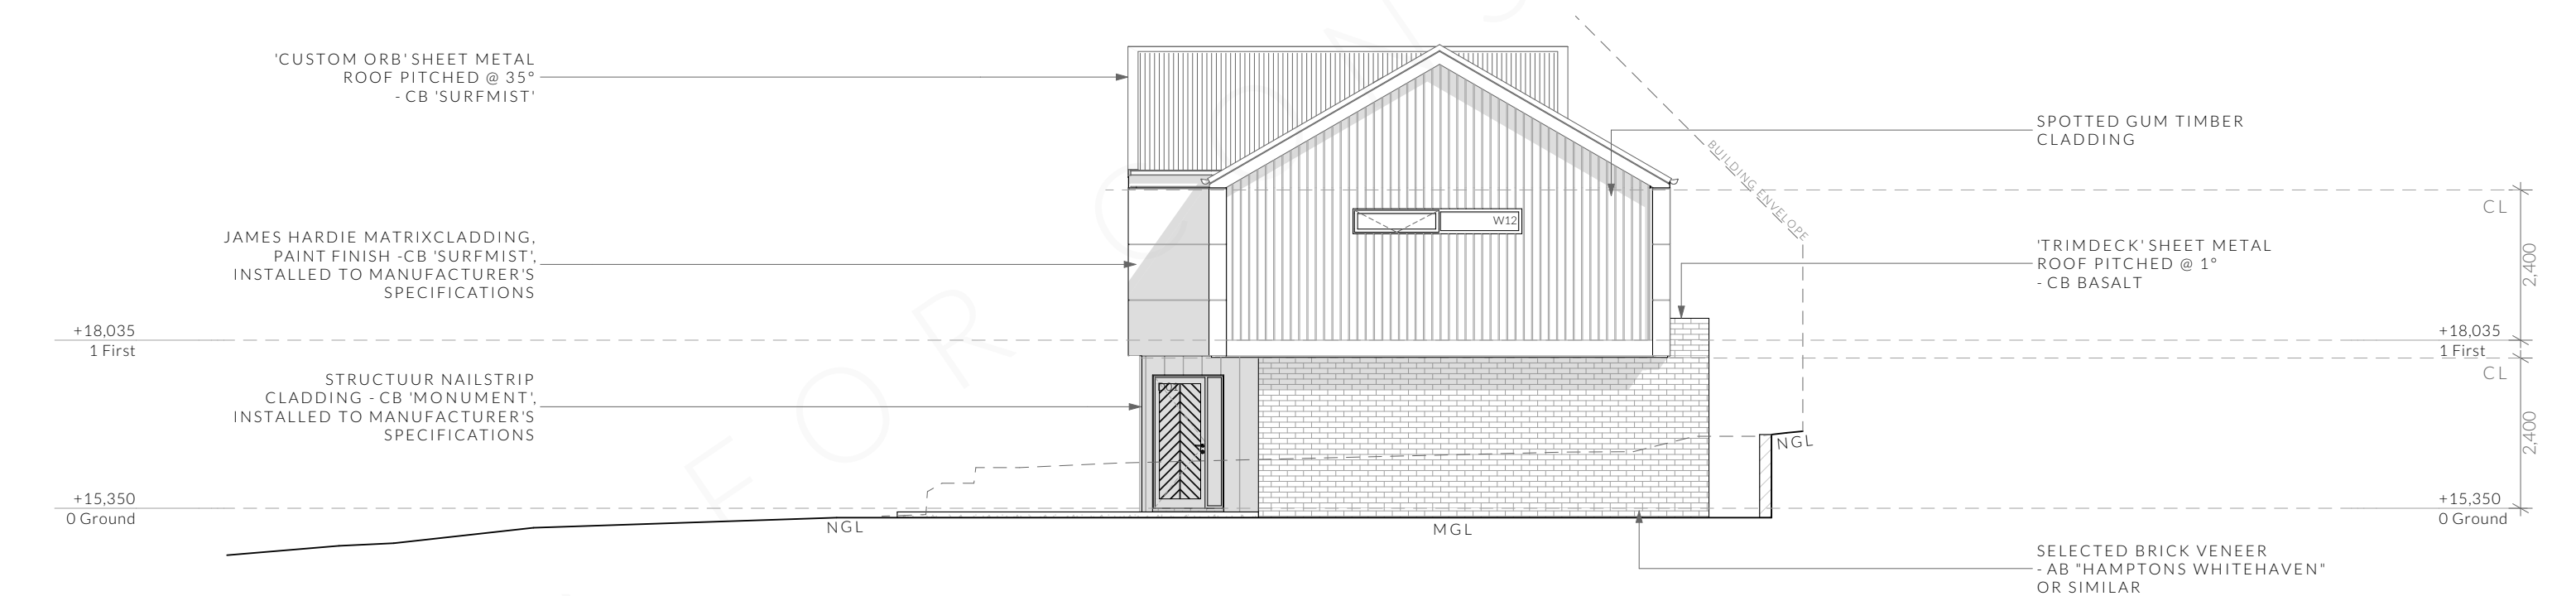 'CUSTOM ORB' SHEET METAL
ROOF PITCHED @ 35°
- CB 'SURFMIST'
JAMES HARDIE MATRIXCLADDING,
PAINT FINISH -CB 'SURFMIST',
INSTALLED TO MANUFACTURER'S
SPECIFICATIONS
+18,035
1 First
STRUCTUUR NAILSTRIP
CLADDING - CB 'MONUMENT',
INSTALLED TO MANUFACTURER'S
SPECIFICATIONS
+15,350
0 Ground
NGL
W12
MGL
NGL
BUILDING ENVELOPE
FOR CONS
SPOTTED GUM TIMBER
CLADDING
'TRIMDECK' SHEET METAL
ROOF PITCHED @ 1°
- CB BASALT
SELECTED BRICK VENEER
- AB "HAMPTONS WHITEHAVEN"
OR SIMILAR
CL
2,400
+18,035
1 First
CL
2,400
+15,350
0 Ground